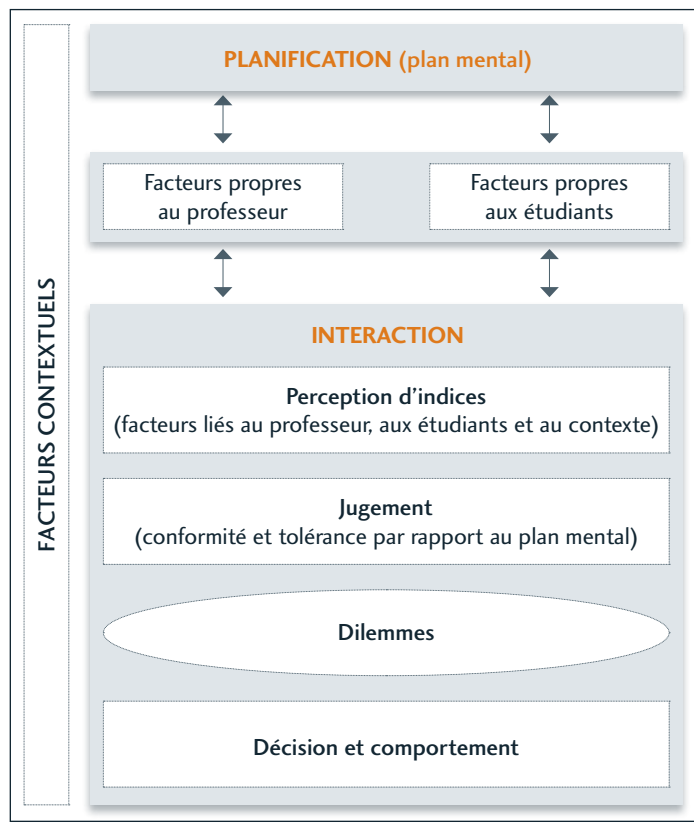 FACTEURS CONTEXTUELS
PLANIFICATION (plan mental)
Facteurs propres
au professeur
Facteurs propres
aux étudiants
INTERACTION
Perception d’indices
(facteurs liés au professeur, aux étudiants et au contexte)
Jugement
(conformité et tolérance par rapport au plan mental)
Dilemmes
Décision et comportement